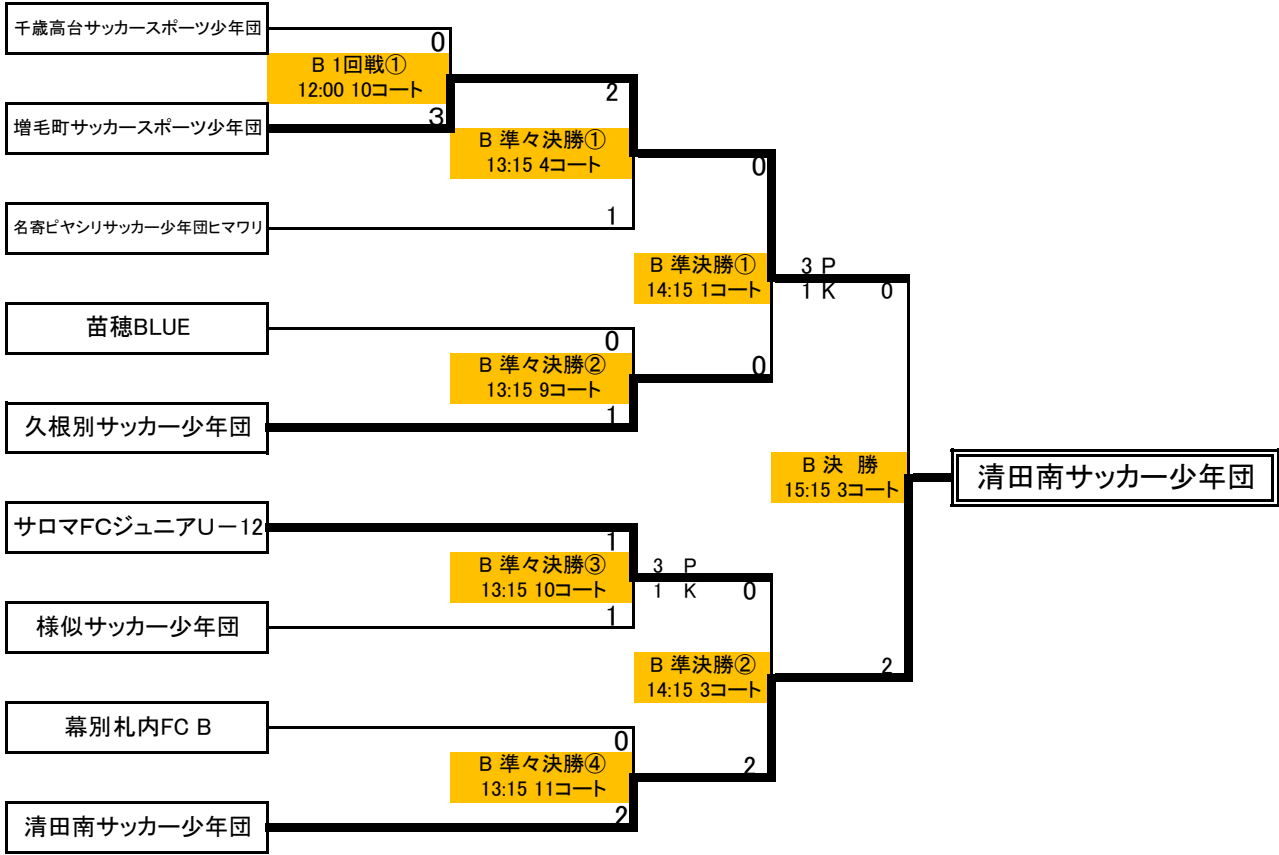 千歳高台サッカースポーツ少年団
0
B 1回戦①
12:00 10コート
3
増毛町サッカースポーツ少年団
2
B 準々決勝①
13:15 4コート
1
名寄ピヤシリサッカー少年団ヒマワリ
0
B 準決勝①
14:15 1コート
3 P
1 K
0
苗穂BLUE
0
B 準々決勝②
13:15 9コート
0
1
久根別サッカー少年団
B 決 勝
15:15 3コート
清田南サッカー少年団
サロマFCジュニアU－12
1
B 準々決勝③
13:15 10コート
3 P
1 K
0
1
様似サッカー少年団
B 準決勝②
14:15 3コート
2
幕別札内FC B
0
B 準々決勝④
13:15 11コート
2
2
清田南サッカー少年団